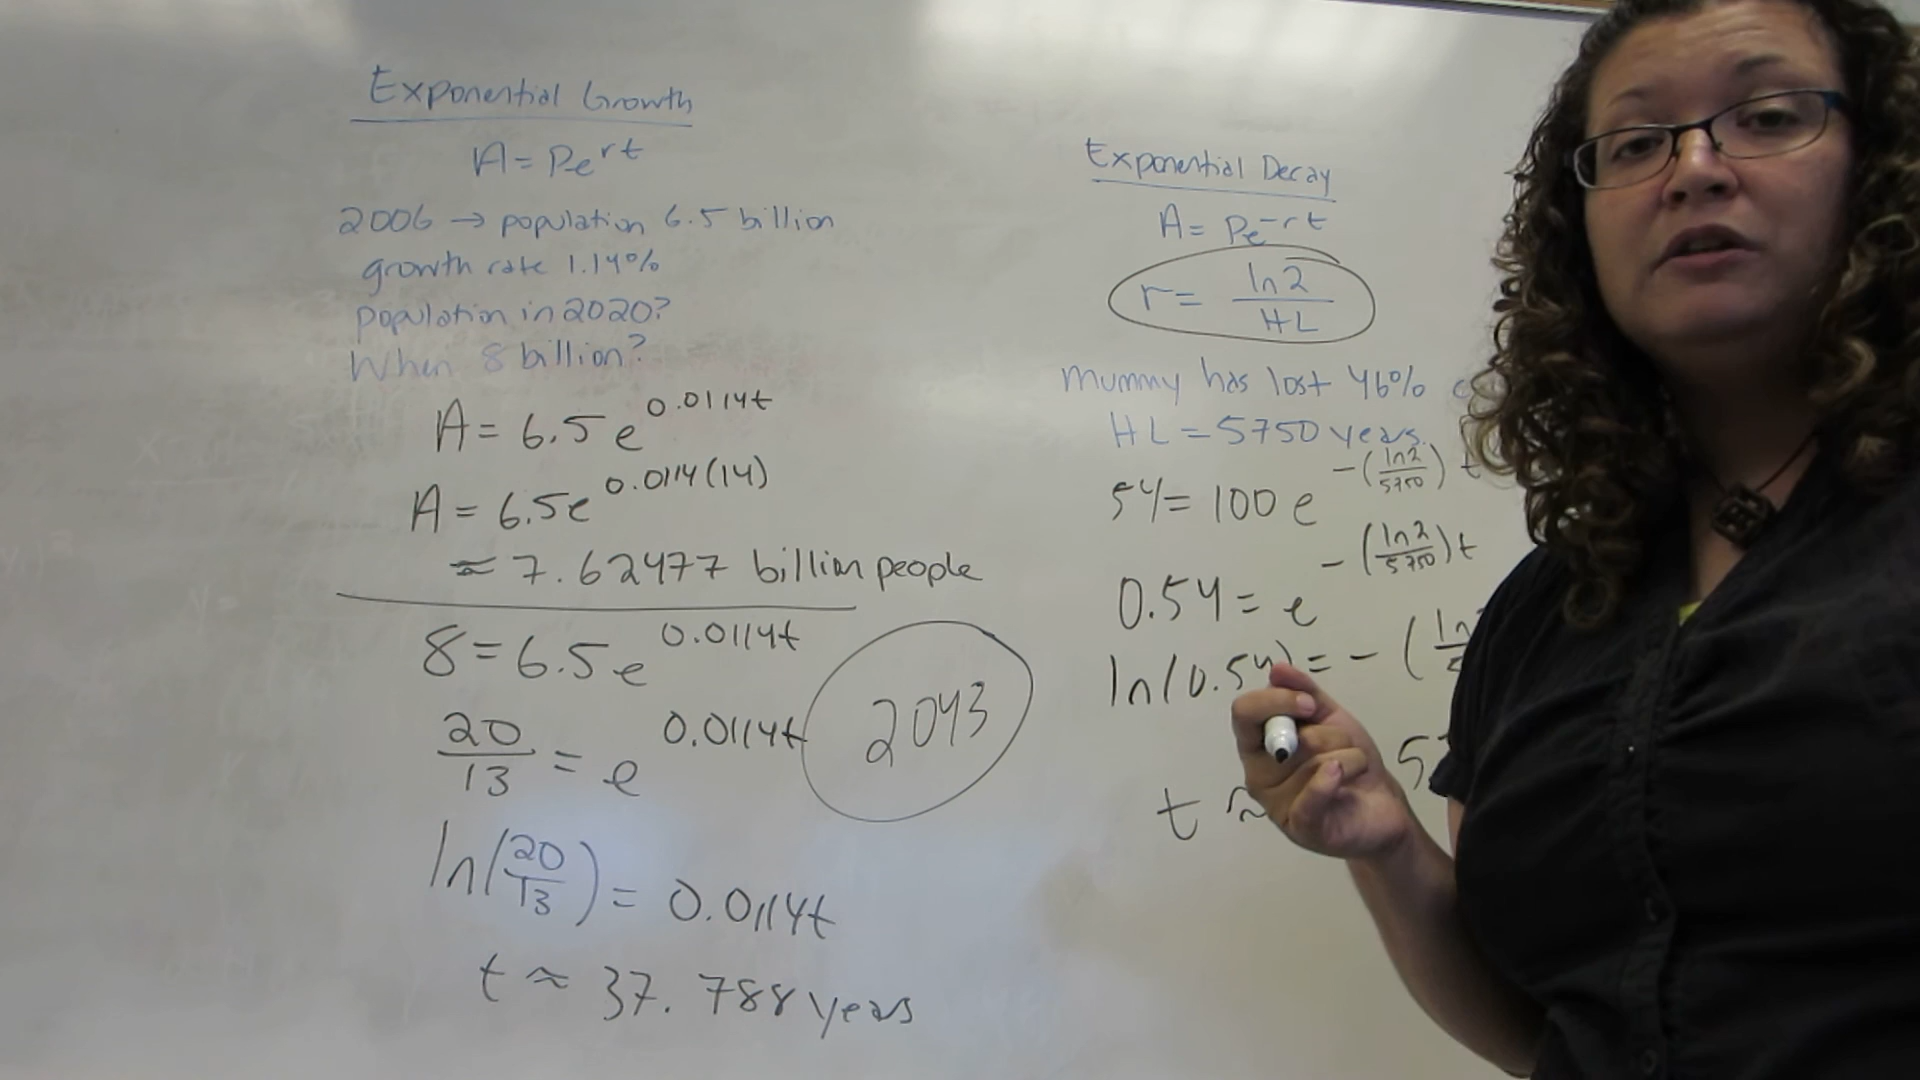 Exponential Growth
A = Pe^rt
2006 → population 6.5 billion
growth rate 1.14%
population in 2020?
When 8 billion?
A = 6.5 e^0.0114t
A = 6.5e^0.0114(14)
≈ 7.62477 billion people
8 = 6.5 e^0.0114t
20/13 = e^0.0114t
2043
ln(20/13) = 0.0114t
t ≈ 37.788 years
Exponential Decay
A = Pe^-rt
r = ln2/HL
Mummy has lost 46%
HL = 5750 years.
54 = 100 e^-(ln2/5750)t
0.54 = e^-(ln2/5750)t
ln(0.54) = -(ln
t ≈